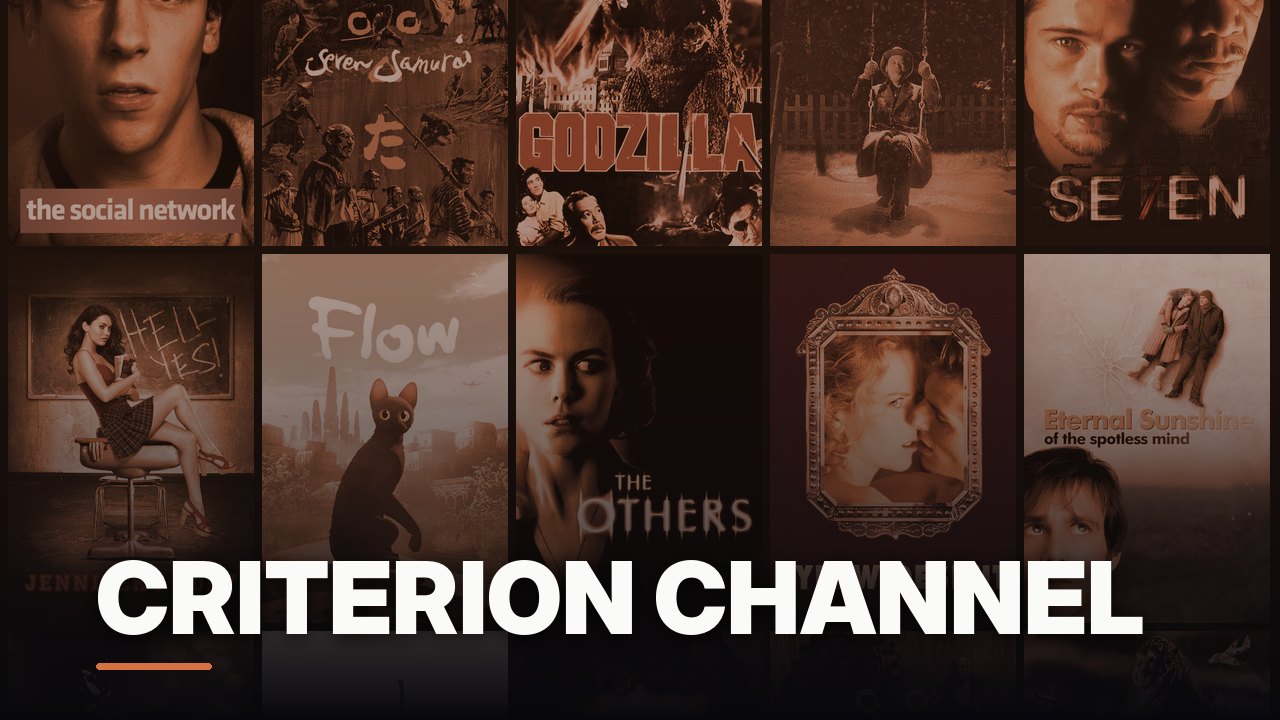 the social network
Seven Samurai
た
GODZILLA
SE7EN
HELL
YES!
Flow
THE
OTHERS
Eternal Sunshine
of the spotless mind
CRITERION CHANNEL